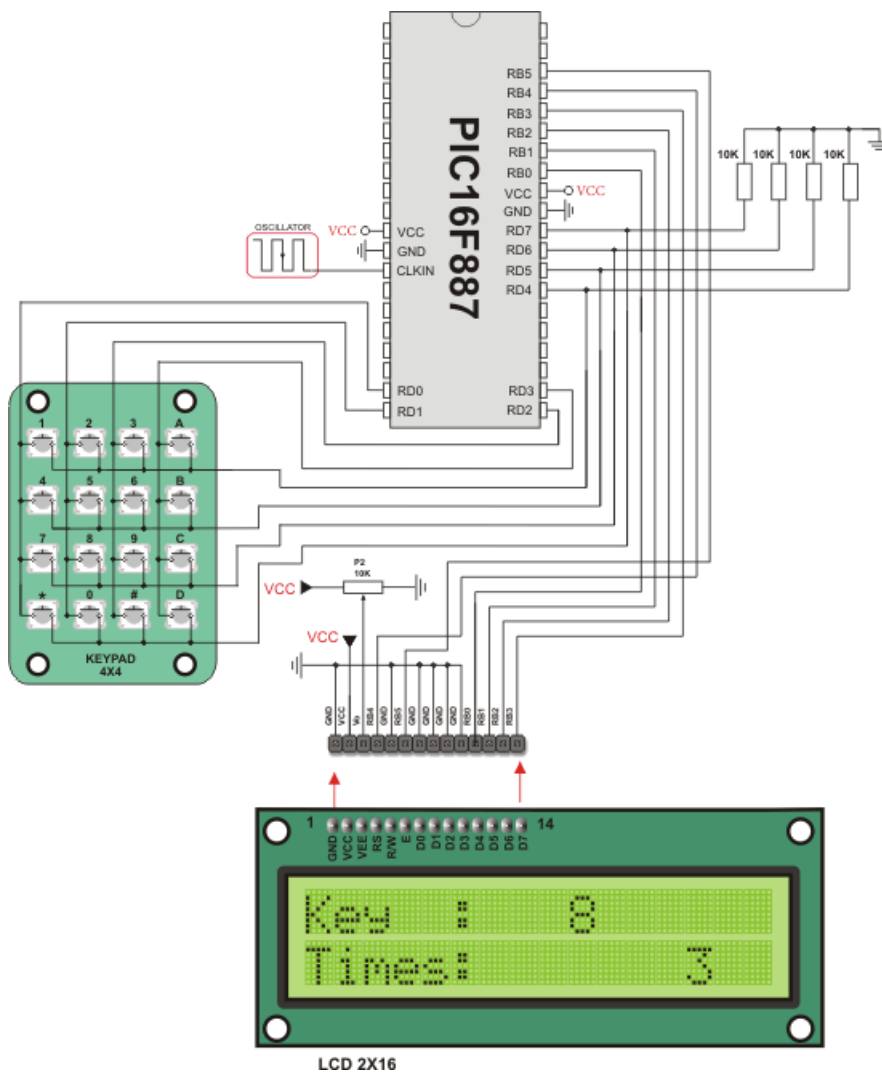 PIC16F887
RB5
RB4
RB3
RB2
RB1
RB0
VCC
VCC
GND
RD7
RD6
RD5
RD4
RD3
RD2
10K 10K 10K 10K
OSCILLATOR
VCC
VCC
GND
CLKIN
RD0
RD1
1 2 3 A
4 5 6 B
7 8 9 C
* 0 # D
KEYPAD
4X4
P2
10K
VCC
VCC
GND VCC Vo RB4 GND RB5 GND GND GND GND RB0 RB1 RB2 RB3
1 14
GND VCC VEE RS R/W E D0 D1 D2 D3 D4 D5 D6 D7
Key : 8
Times: 3
LCD 2X16